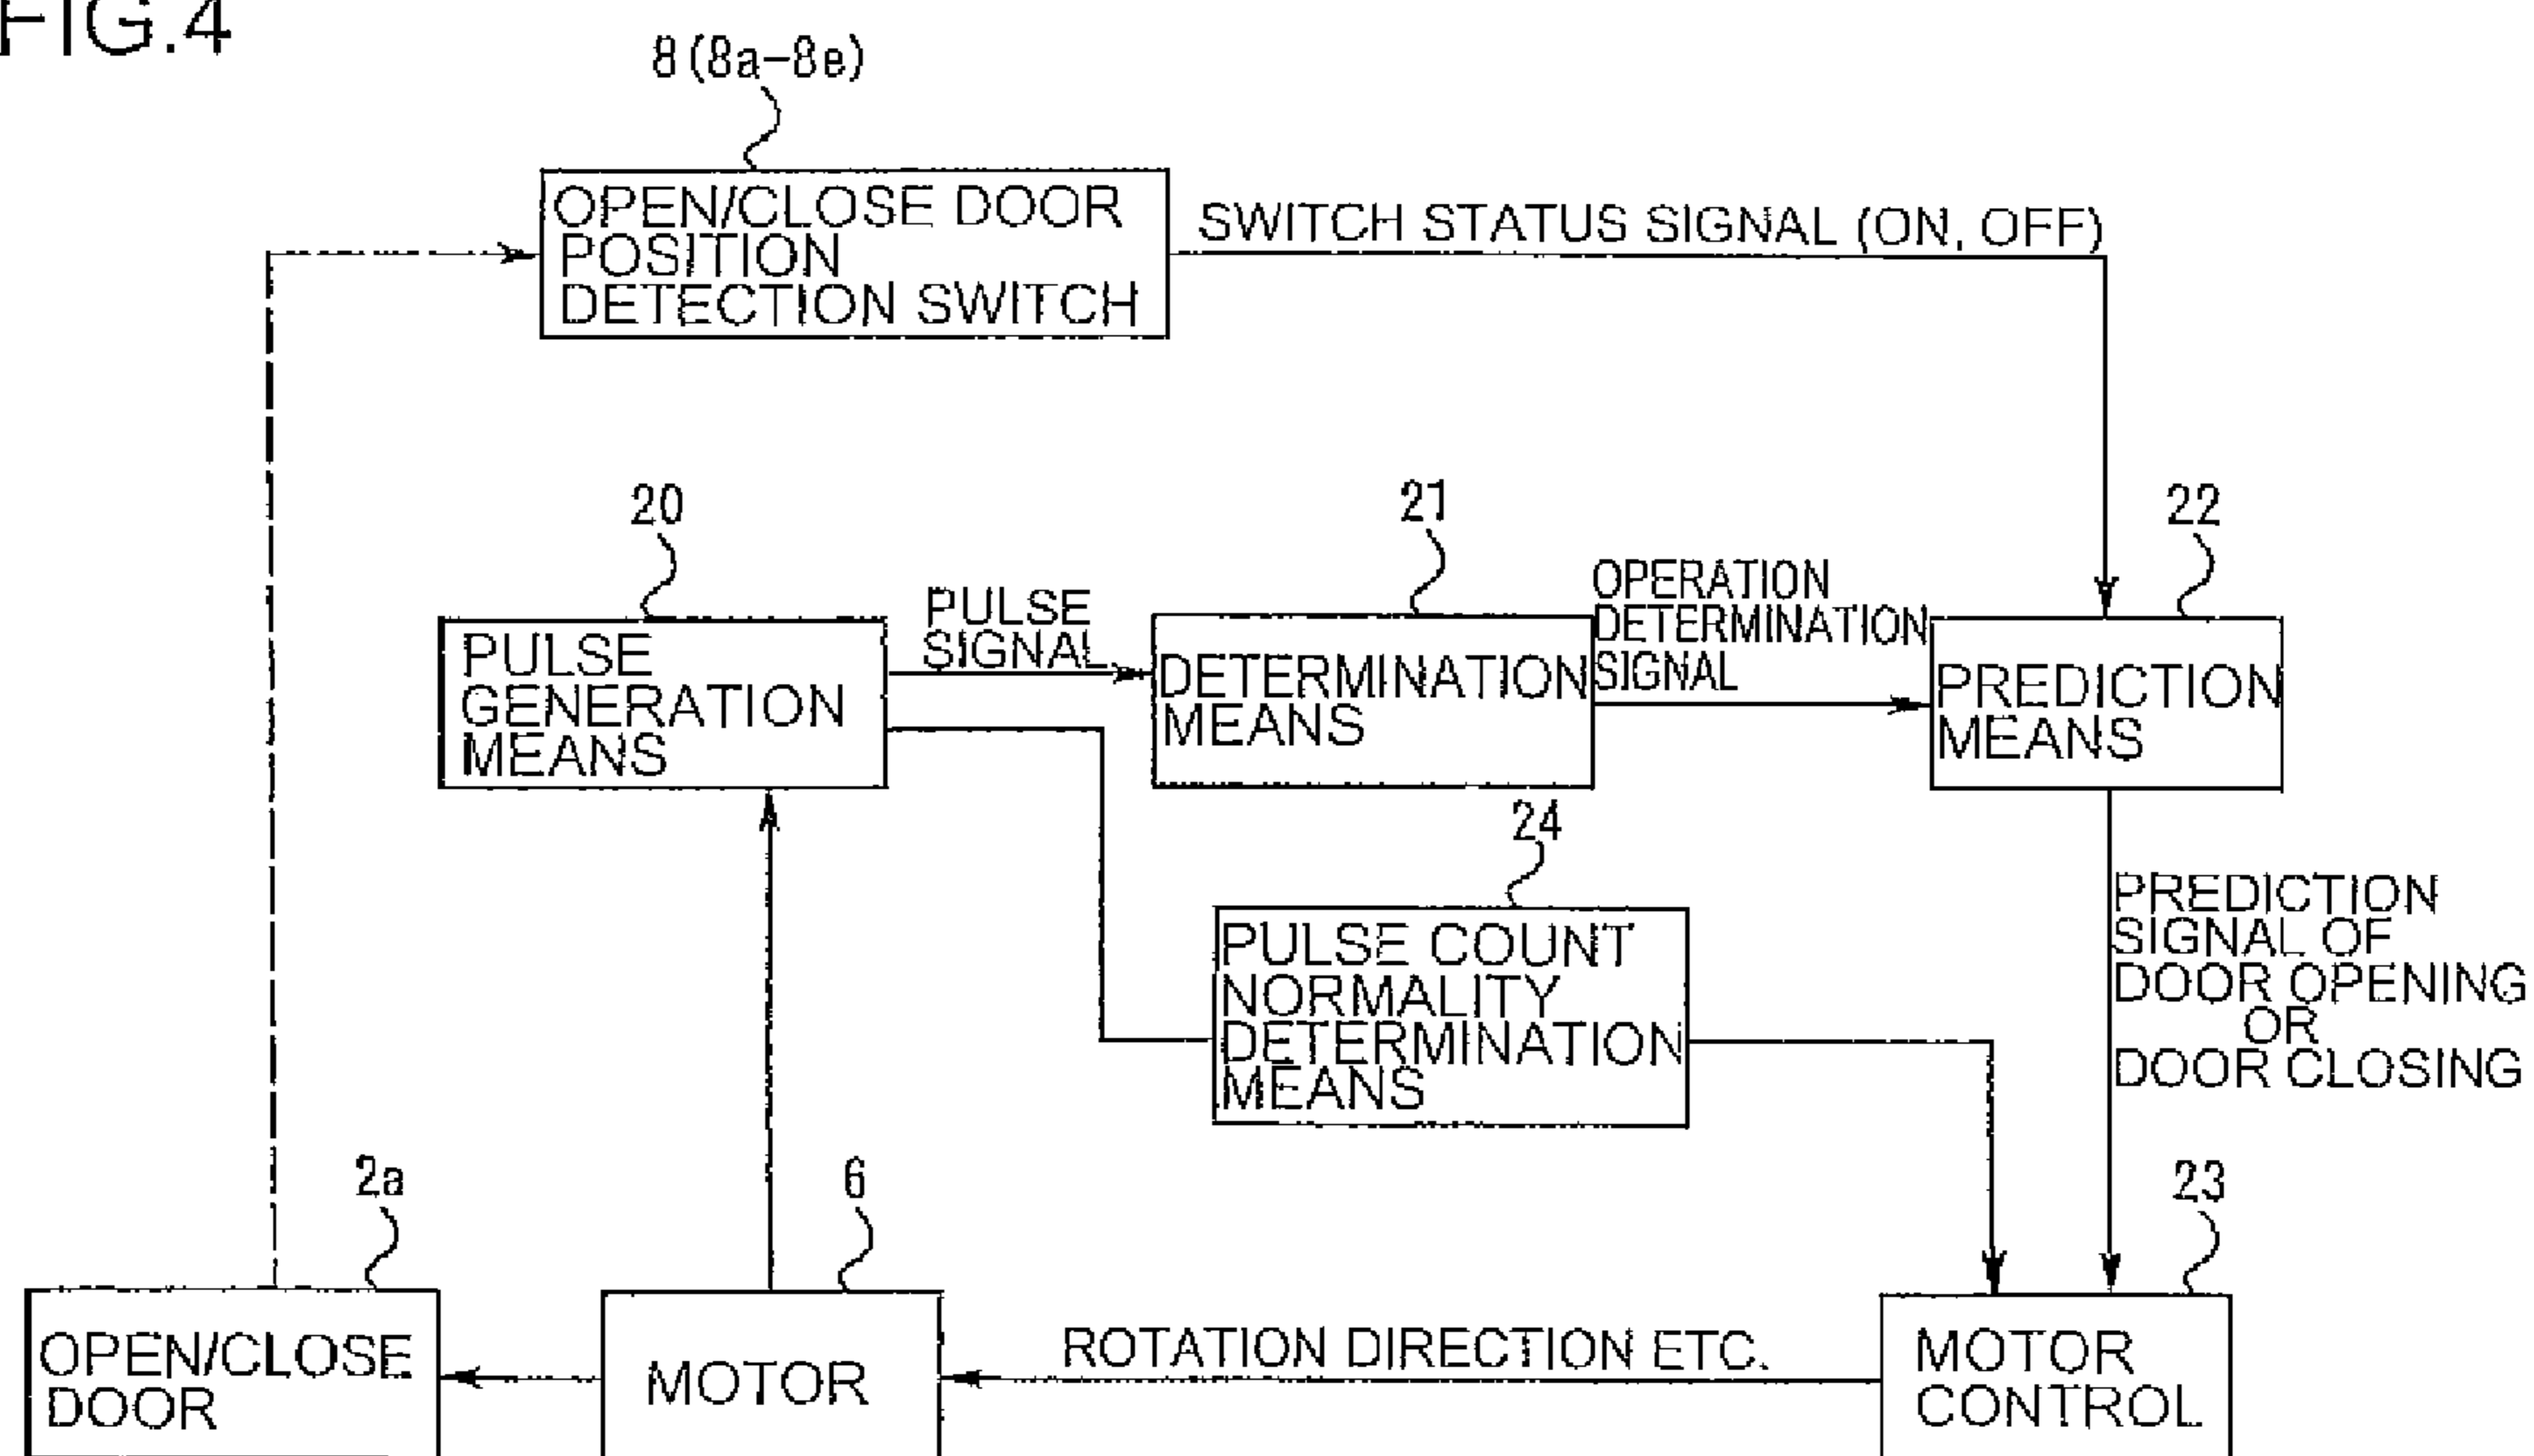 FIG.4
8(8a-8e)
OPEN/CLOSE DOOR
POSITION
DETECTION SWITCH
SWITCH STATUS SIGNAL (ON, OFF)
20
21
22
PULSE
GENERATION
MEANS
PULSE
SIGNAL
DETERMINATION
MEANS
OPERATION
DETERMINATION
SIGNAL
PREDICTION
MEANS
24
PULSE COUNT
NORMALITY
DETERMINATION
MEANS
PREDICTION
SIGNAL OF
DOOR OPENING
OR
DOOR CLOSING
2a
6
23
OPEN/CLOSE
DOOR
MOTOR
ROTATION DIRECTION ETC.
MOTOR
CONTROL